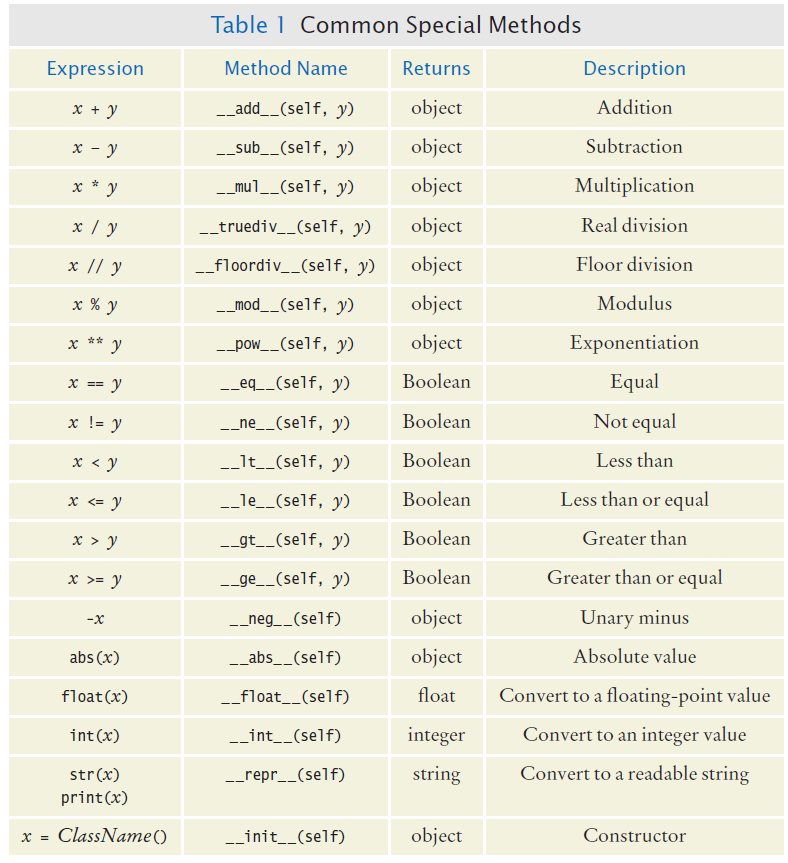 Table 1 Common Special Methods
Expression Method Name Returns Description
x + y __add__(self, y) object Addition
x – y __sub__(self, y) object Subtraction
x * y __mul__(self, y) object Multiplication
x / y __truediv__(self, y) object Real division
x // y __floordiv__(self, y) object Floor division
x % y __mod__(self, y) object Modulus
x ** y __pow__(self, y) object Exponentiation
x == y __eq__(self, y) Boolean Equal
x != y __ne__(self, y) Boolean Not equal
x < y __lt__(self, y) Boolean Less than
x <= y __le__(self, y) Boolean Less than or equal
x > y __gt__(self, y) Boolean Greater than
x >= y __ge__(self, y) Boolean Greater than or equal
-x __neg__(self) object Unary minus
abs(x) __abs__(self) object Absolute value
float(x) __float__(self) float Convert to a floating-point value
int(x) __int__(self) integer Convert to an integer value
str(x) __repr__(self) string Convert to a readable string
print(x)
x = ClassName() __init__(self) object Constructor